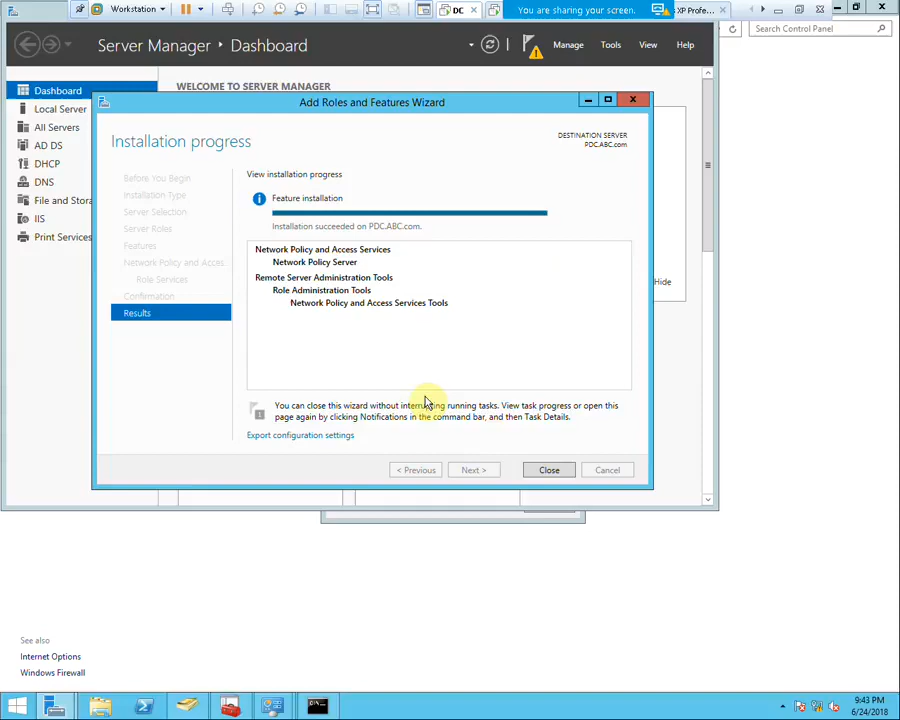 Workstation
DC
You are sharing your screen.
XP Profe...
Search Control Panel
Server Manager
Dashboard
Manage
Tools
View
Help
Dashboard
Local Server
All Servers
AD DS
DHCP
DNS
File and Stora
IIS
Print Services
WELCOME TO SERVER MANAGER
Hide
Add Roles and Features Wizard
Installation progress
DESTINATION SERVER
PDC.ABC.com
Before You Begin
Installation Type
Server Selection
Server Roles
Features
Network Policy and Acces...
Role Services
Confirmation
Results
View installation progress
Feature installation
Installation succeeded on PDC.ABC.com.
Network Policy and Access Services
Network Policy Server
Remote Server Administration Tools
Role Administration Tools
Network Policy and Access Services Tools
1
You can close this wizard without interrupting running tasks. View task progress or open this
page again by clicking Notifications in the command bar, and then Task Details.
Export configuration settings
< Previous
Next >
Close
Cancel
See also
Internet Options
Windows Firewall
9:43 PM
6/24/2018